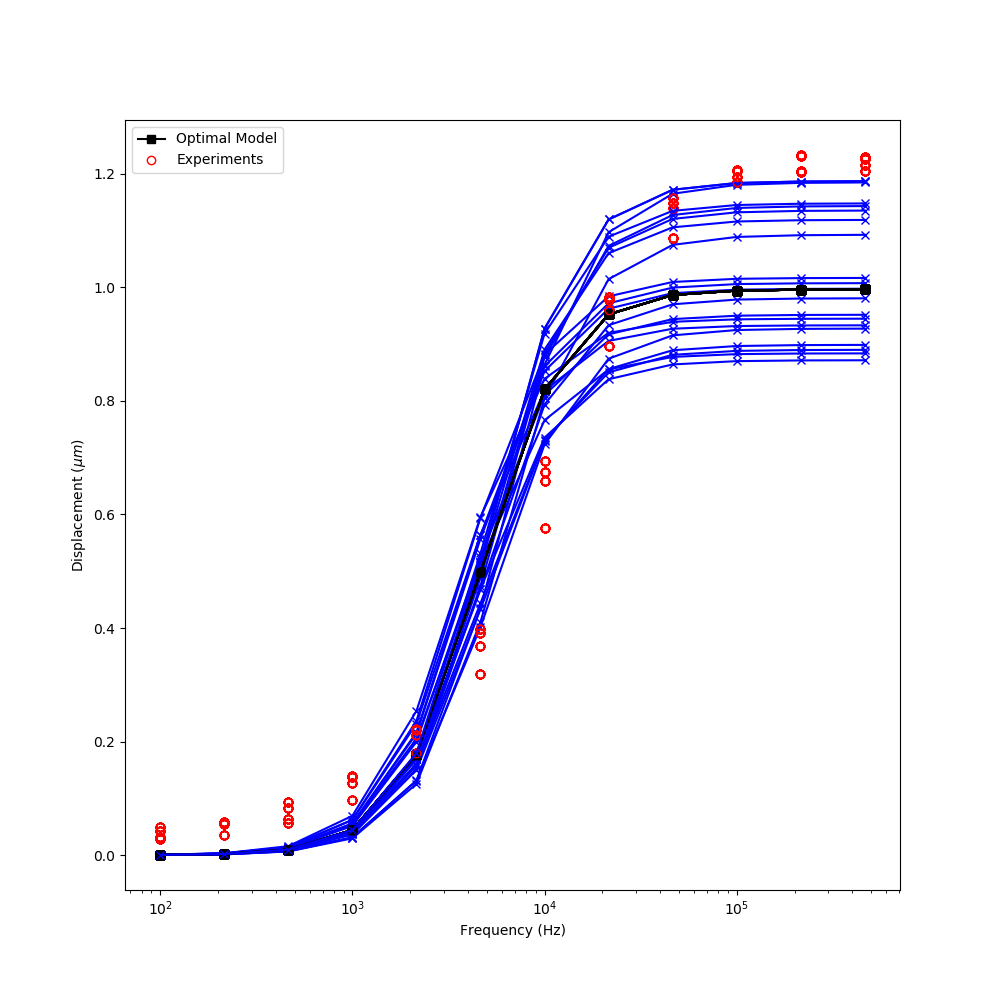 Optimal Model
Experiments
1.2
1.0
0.8
0.6
0.4
0.2
0.0
Displacement (μm)
10²
10³
10⁴
10⁵
Frequency (Hz)